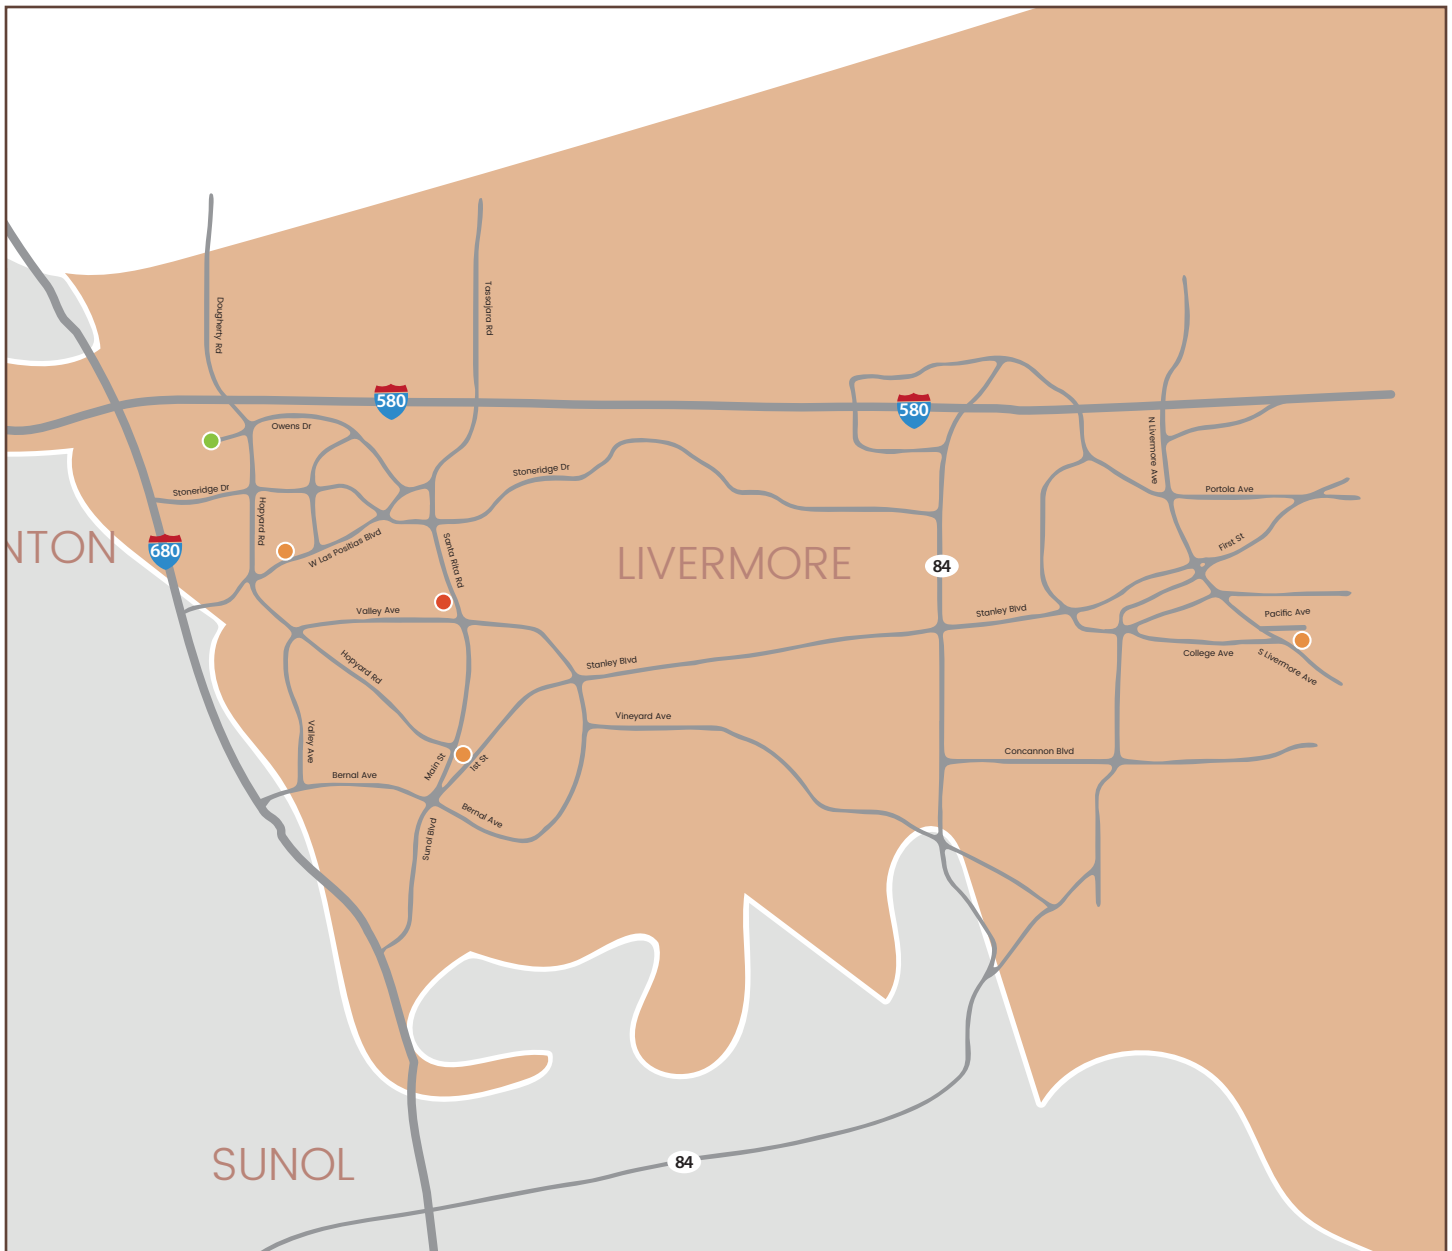 Dougherty Rd
Tassajara Rd
580
580
Owens Dr
N Livermore Ave
Stoneridge Dr
Stoneridge Dr
Portola Ave
Hopyard Rd
NTON
680
W Las Positias Blvd
Santa Rita Rd
LIVERMORE
84
First St
Valley Ave
Stanley Blvd
Pacific Ave
College Ave
S Livermore Ave
Hopyard Rd
Stanley Blvd
Vineyard Ave
Valley Ave
Main St
1st St
Concannon Blvd
Bernal Ave
Bernal Ave
Sunol Blvd
SUNOL
84